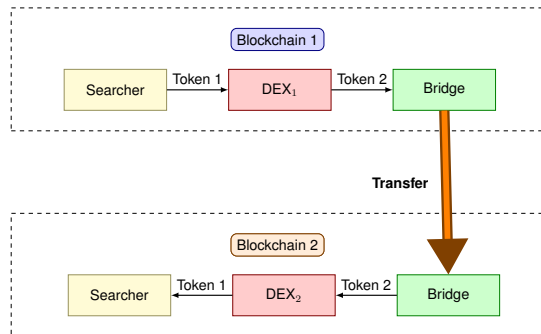 Blockchain 1
Token 1
Token 2
Searcher
DEX₁
Bridge
Transfer
Blockchain 2
Token 1
Token 2
Searcher
DEX₂
Bridge